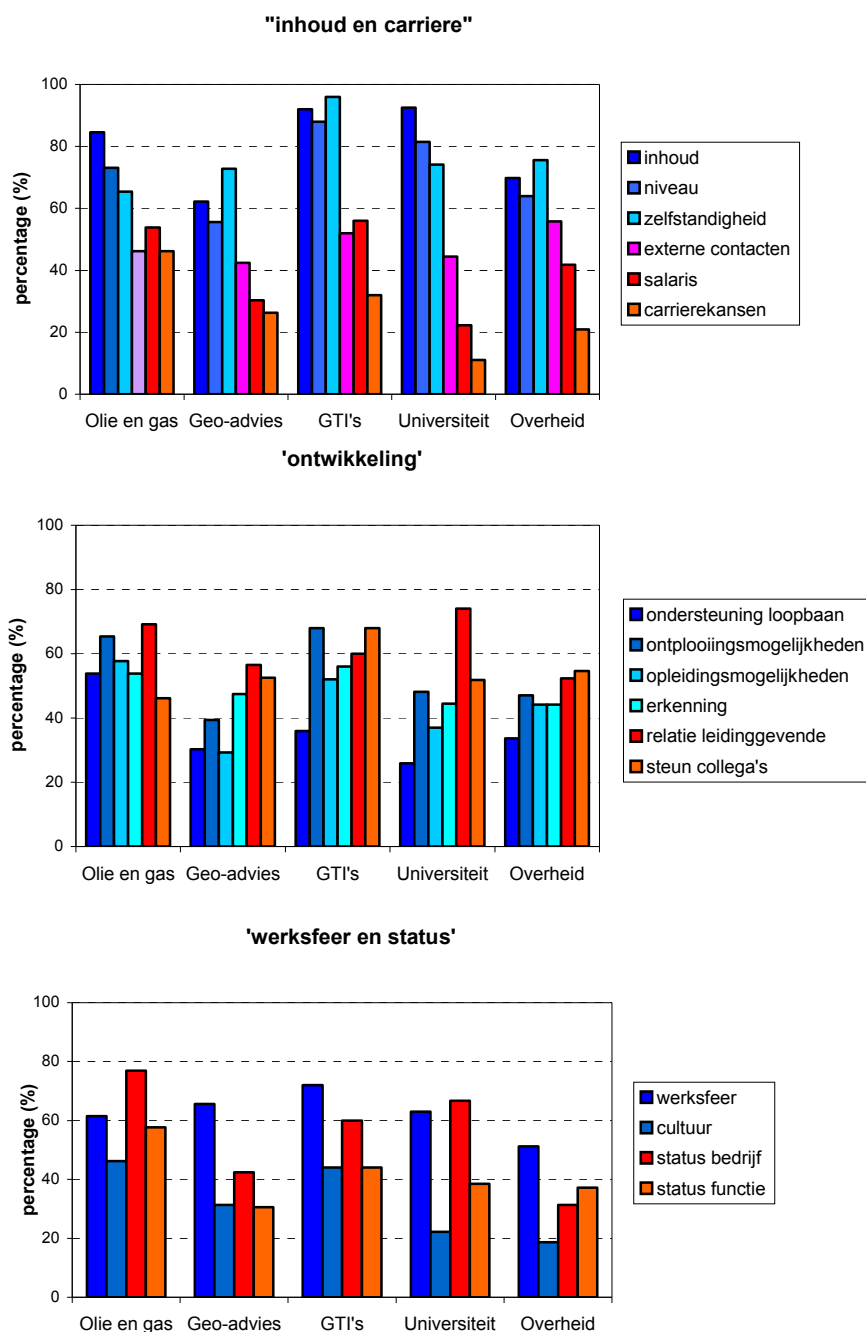 "inhoud en carriere"
100
80
60
40
20
0
percentage (%)
Olie en gas Geo-advies GTI's Universiteit Overheid
inhoud
niveau
zelfstandigheid
externe contacten
salaris
carrierekansen
'ontwikkeling'
100
80
60
40
20
0
percentage (%)
Olie en gas Geo-advies GTI's Universiteit Overheid
ondersteuning loopbaan
ontplooiingsmogelijkheden
opleidingsmogelijkheden
erkenning
relatie leidinggevende
steun collega's
'werksfeer en status'
100
80
60
40
20
0
percentage (%)
Olie en gas Geo-advies GTI's Universiteit Overheid
werksfeer
cultuur
status bedrijf
status functie